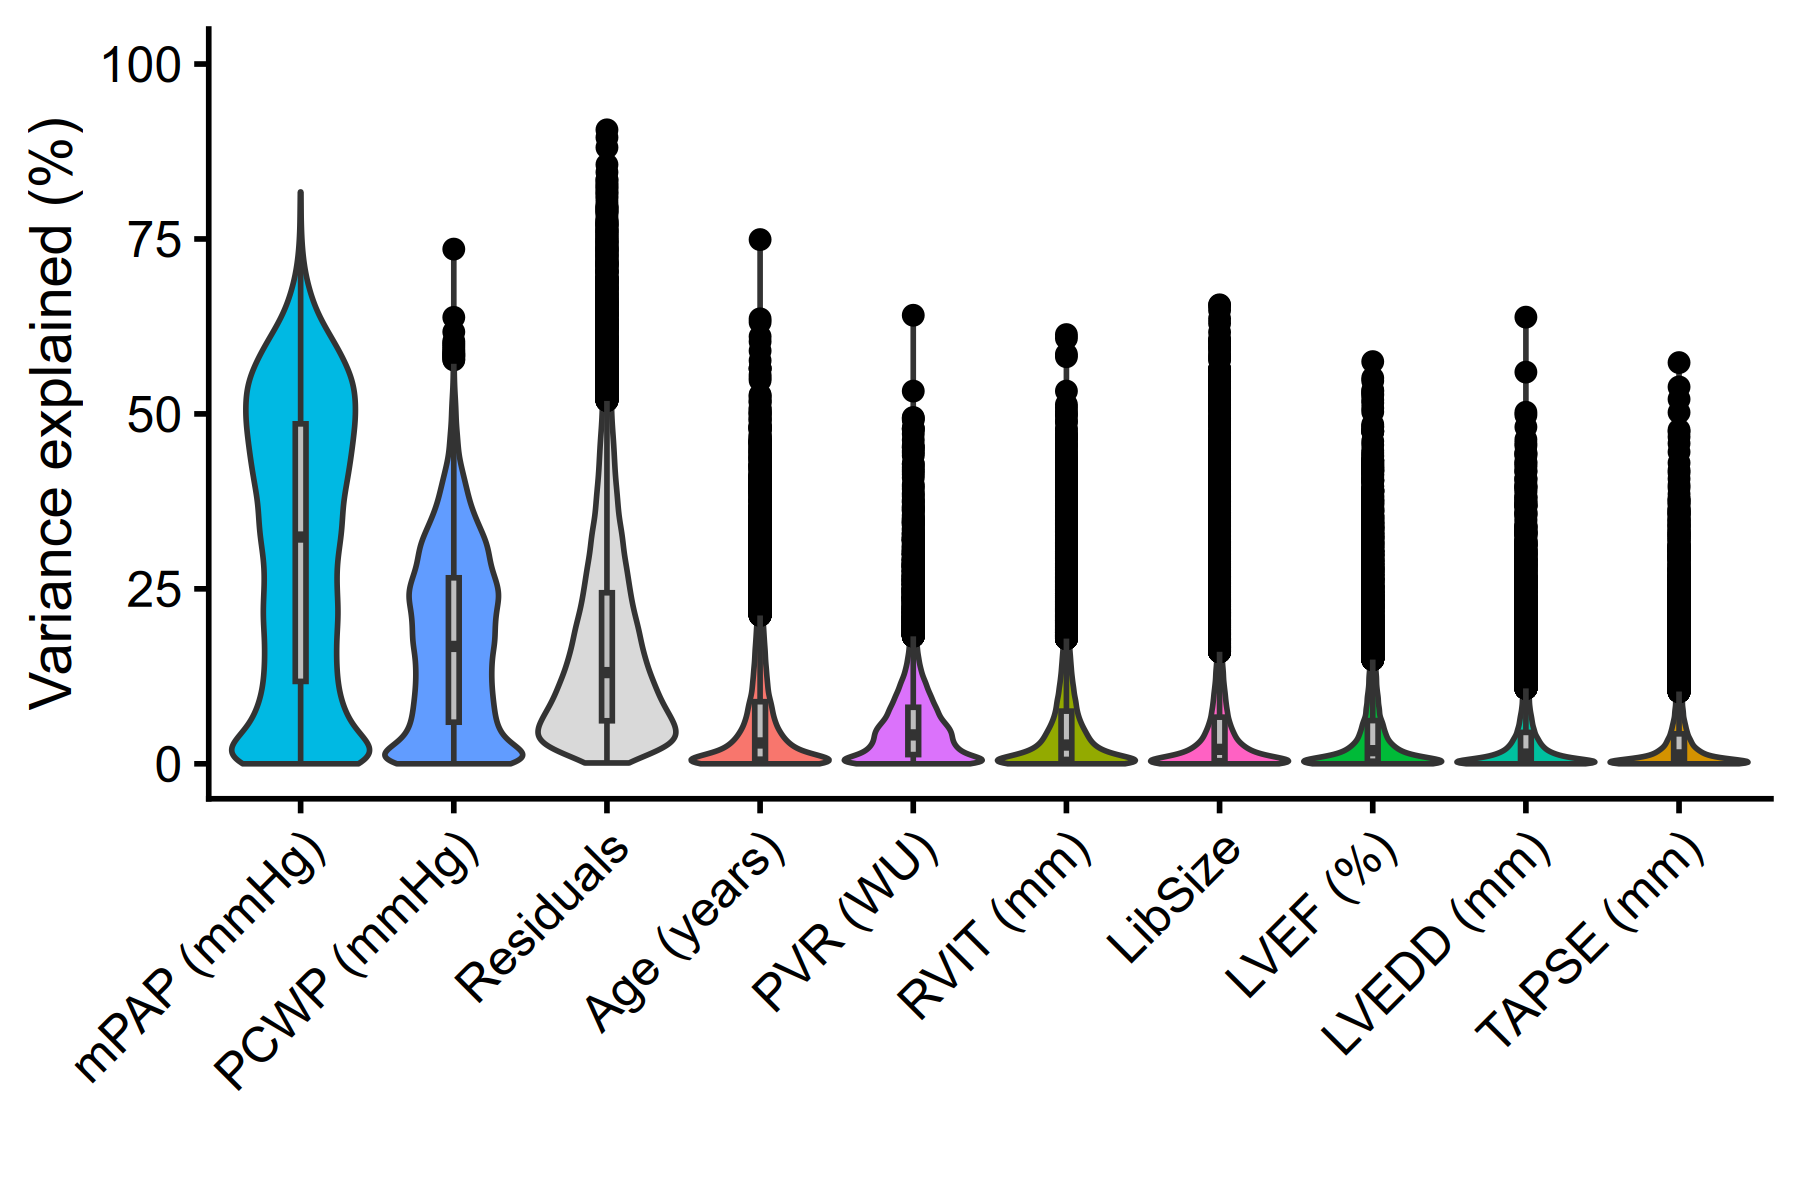 Variance explained (%)
100
75
50
25
0
mPAP (mmHg)
PCWP (mmHg)
Residuals
Age (years)
PVR (WU)
RVIT (mm)
LibSize
LVEF (%)
LVEDD (mm)
TAPSE (mm)